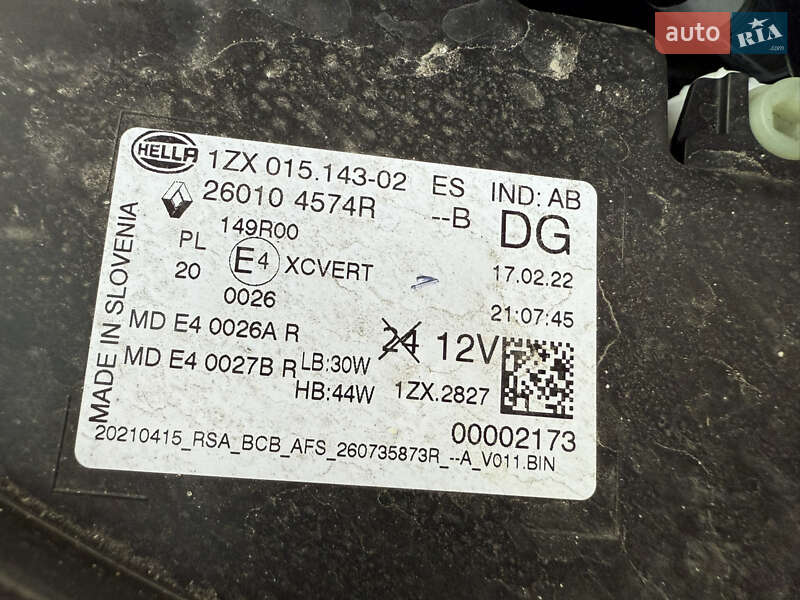 auto RIA
HELLA 1ZX 015.143-02 ES IND: AB
26010 4574R --B DG
149R00
PL E4 XCVERT 17.02.22
20
0026 21:07:45
MD E4 0026A R 24 12V
MD E4 0027B R LB:30W
HB:44W 1ZX.2827
00002173
20210415_RSA_BCB_AFS_260735873R_--A_V011.BIN
MADE IN SLOVENIA